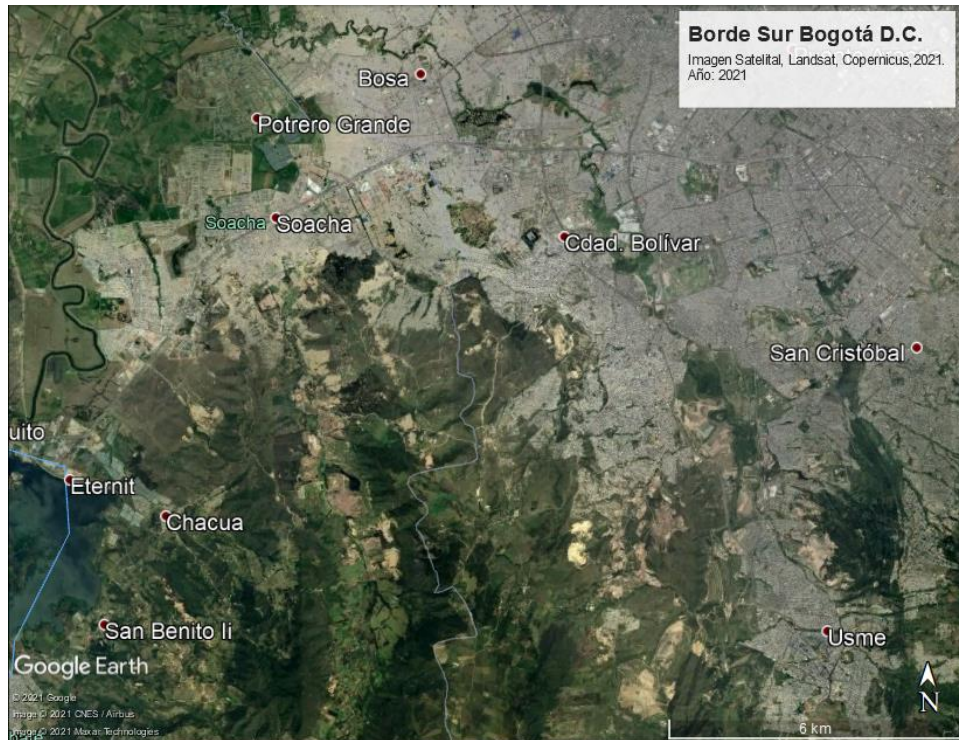 Borde Sur Bogotá D.C.
Imagen Satelital, Landsat, Copernicus,2021.
Año: 2021
Bosa
Potrero Grande
Soacha Soacha
Cdad. Bolívar
San Cristóbal
uito
Eternit
Chacua
San Benito Ii
Usme
Google Earth
© 2021 Google
Image © 2021 CNES / Airbus
Image © 2021 Maxar Technologies
N
6 km